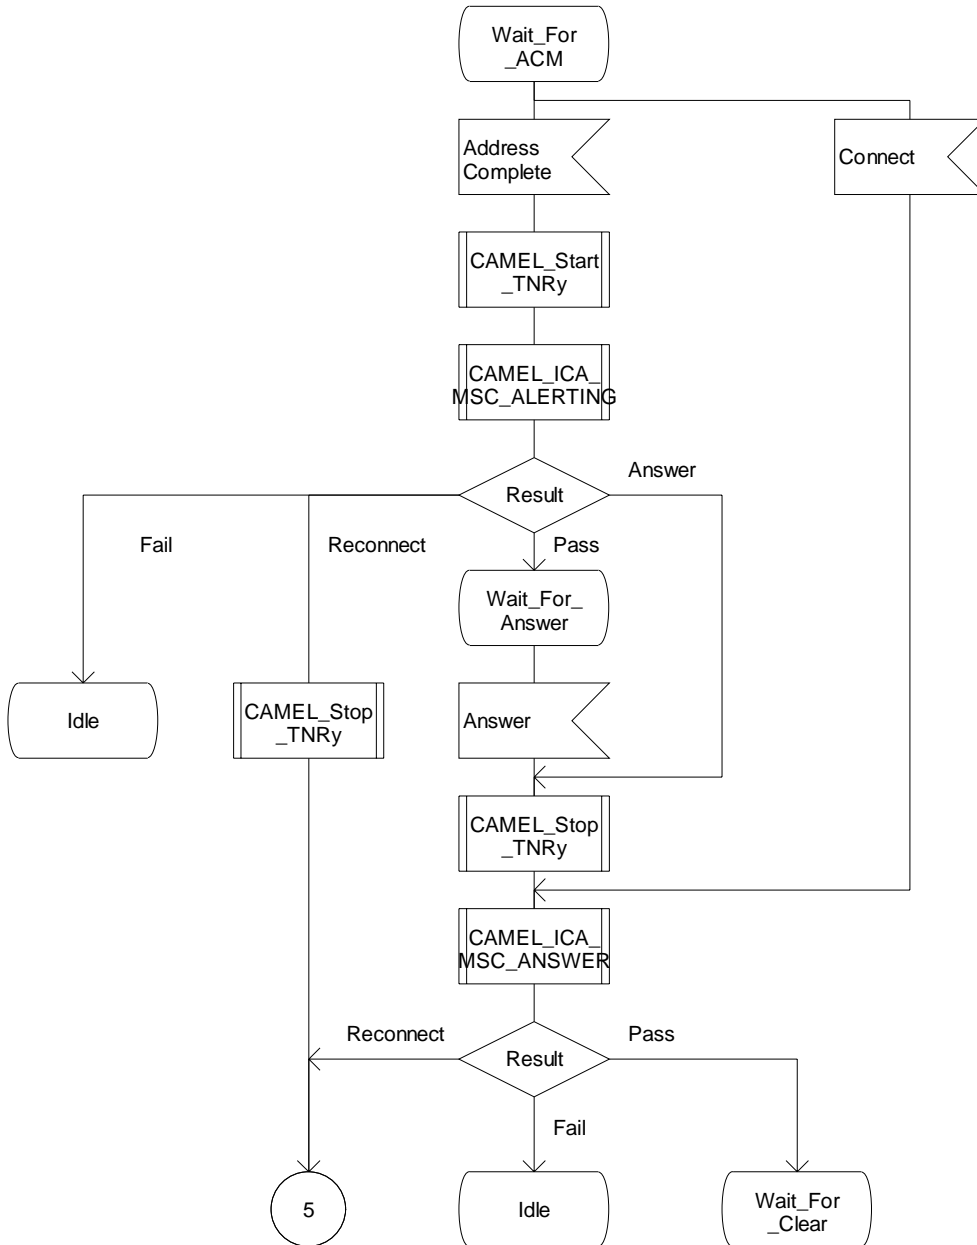 Wait_For
_ACM
Address
Complete
Connect
CAMEL_Start
_TNRy
CAMEL_ICA_
MSC_ALERTING
Answer
Result
Fail
Reconnect
Pass
Wait_For_
Answer
Idle
CAMEL_Stop
_TNRy
Answer
CAMEL_Stop
_TNRy
CAMEL_ICA_
MSC_ANSWER
Reconnect
Pass
Result
Fail
5
Idle
Wait_For
_Clear